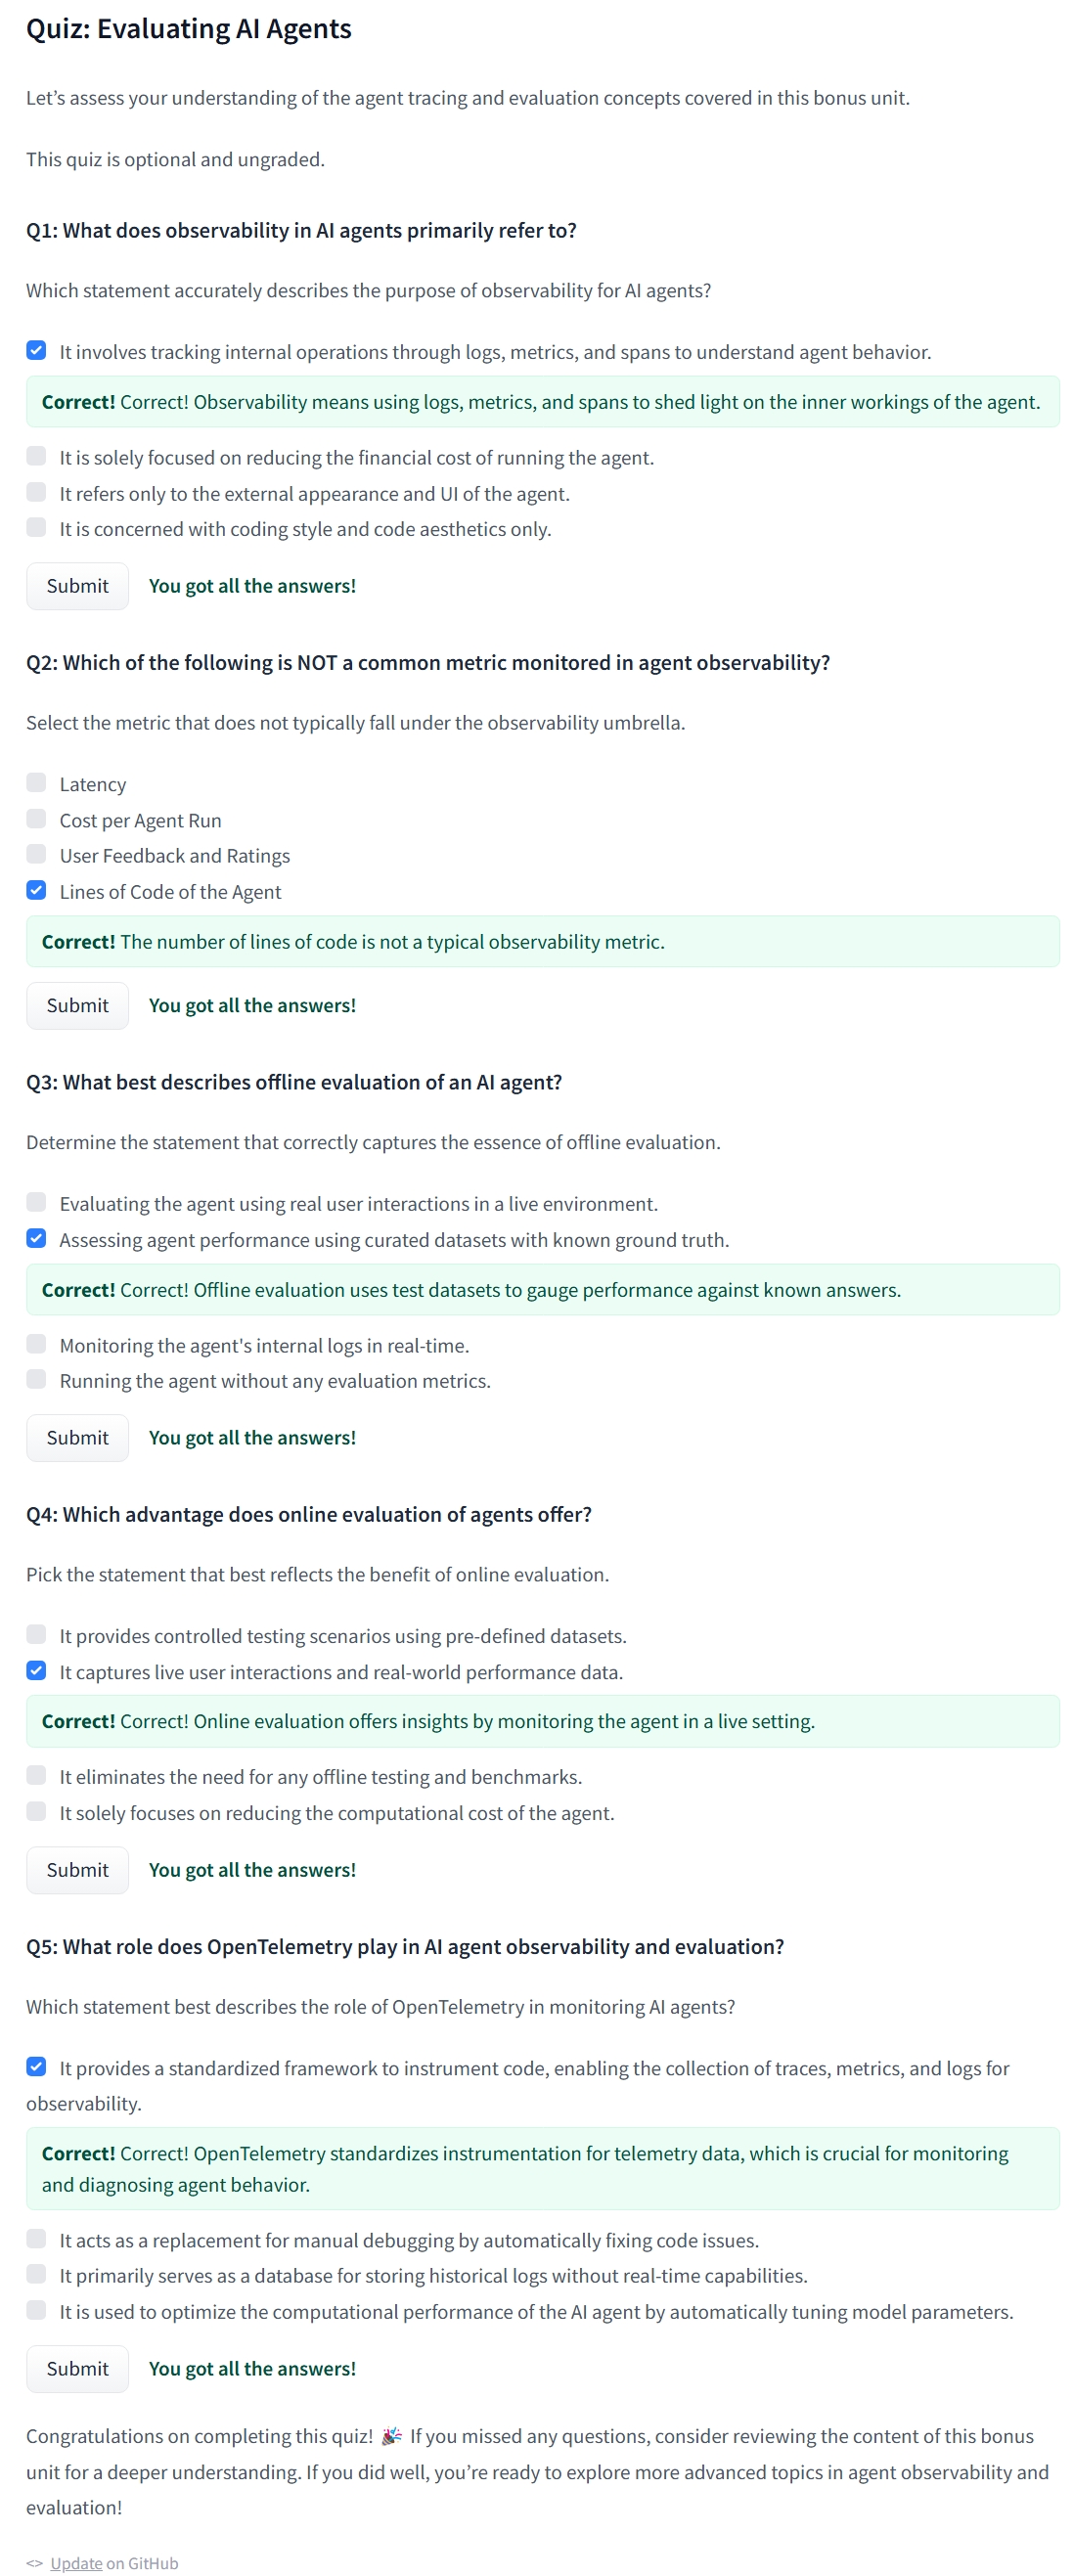 Quiz: Evaluating AI Agents
Let’s assess your understanding of the agent tracing and evaluation concepts covered in this bonus unit.
This quiz is optional and ungraded.
Q1: What does observability in AI agents primarily refer to?
Which statement accurately describes the purpose of observability for AI agents?
It involves tracking internal operations through logs, metrics, and spans to understand agent behavior.
Correct! Correct! Observability means using logs, metrics, and spans to shed light on the inner workings of the agent.
It is solely focused on reducing the financial cost of running the agent.
It refers only to the external appearance and UI of the agent.
It is concerned with coding style and code aesthetics only.
Submit You got all the answers!
Q2: Which of the following is NOT a common metric monitored in agent observability?
Select the metric that does not typically fall under the observability umbrella.
Latency
Cost per Agent Run
User Feedback and Ratings
Lines of Code of the Agent
Correct! The number of lines of code is not a typical observability metric.
Submit You got all the answers!
Q3: What best describes offline evaluation of an AI agent?
Determine the statement that correctly captures the essence of offline evaluation.
Evaluating the agent using real user interactions in a live environment.
Assessing agent performance using curated datasets with known ground truth.
Correct! Correct! Offline evaluation uses test datasets to gauge performance against known answers.
Monitoring the agent's internal logs in real-time.
Running the agent without any evaluation metrics.
Submit You got all the answers!
Q4: Which advantage does online evaluation of agents offer?
Pick the statement that best reflects the benefit of online evaluation.
It provides controlled testing scenarios using pre-defined datasets.
It captures live user interactions and real-world performance data.
Correct! Correct! Online evaluation offers insights by monitoring the agent in a live setting.
It eliminates the need for any offline testing and benchmarks.
It solely focuses on reducing the computational cost of the agent.
Submit You got all the answers!
Q5: What role does OpenTelemetry play in AI agent observability and evaluation?
Which statement best describes the role of OpenTelemetry in monitoring AI agents?
It provides a standardized framework to instrument code, enabling the collection of traces, metrics, and logs for
observability.
Correct! Correct! OpenTelemetry standardizes instrumentation for telemetry data, which is crucial for monitoring
and diagnosing agent behavior.
It acts as a replacement for manual debugging by automatically fixing code issues.
It primarily serves as a database for storing historical logs without real-time capabilities.
It is used to optimize the computational performance of the AI agent by automatically tuning model parameters.
Submit You got all the answers!
Congratulations on completing this quiz! 🎉 If you missed any questions, consider reviewing the content of this bonus
unit for a deeper understanding. If you did well, you’re ready to explore more advanced topics in agent observability and
evaluation!
<> Update on GitHub